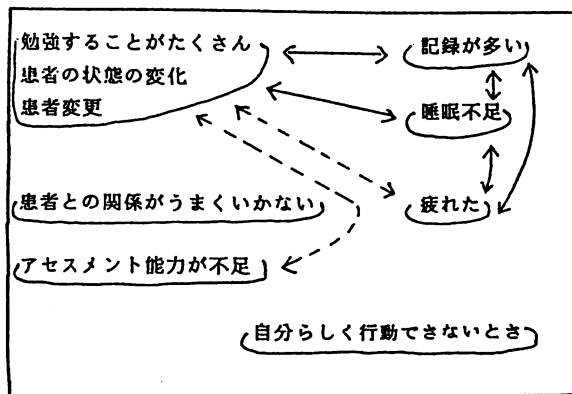 勉強することがたくさん
患者の状態の変化
患者変更
記録が多い
睡眠不足
患者との関係がうまくいかない
疲れた
アセスメント能力が不足
自分らしく行動できないとき